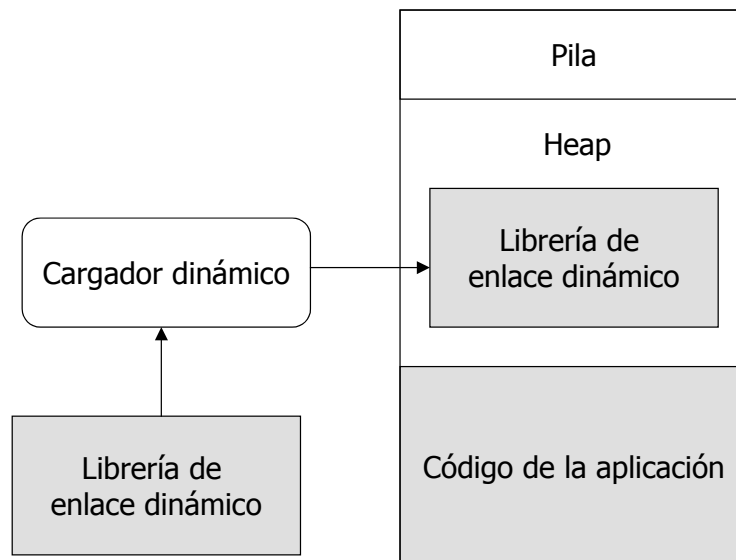 Pila
Heap
Librería de
enlace dinámico
Cargador dinámico
Código de la aplicación
Librería de
enlace dinámico